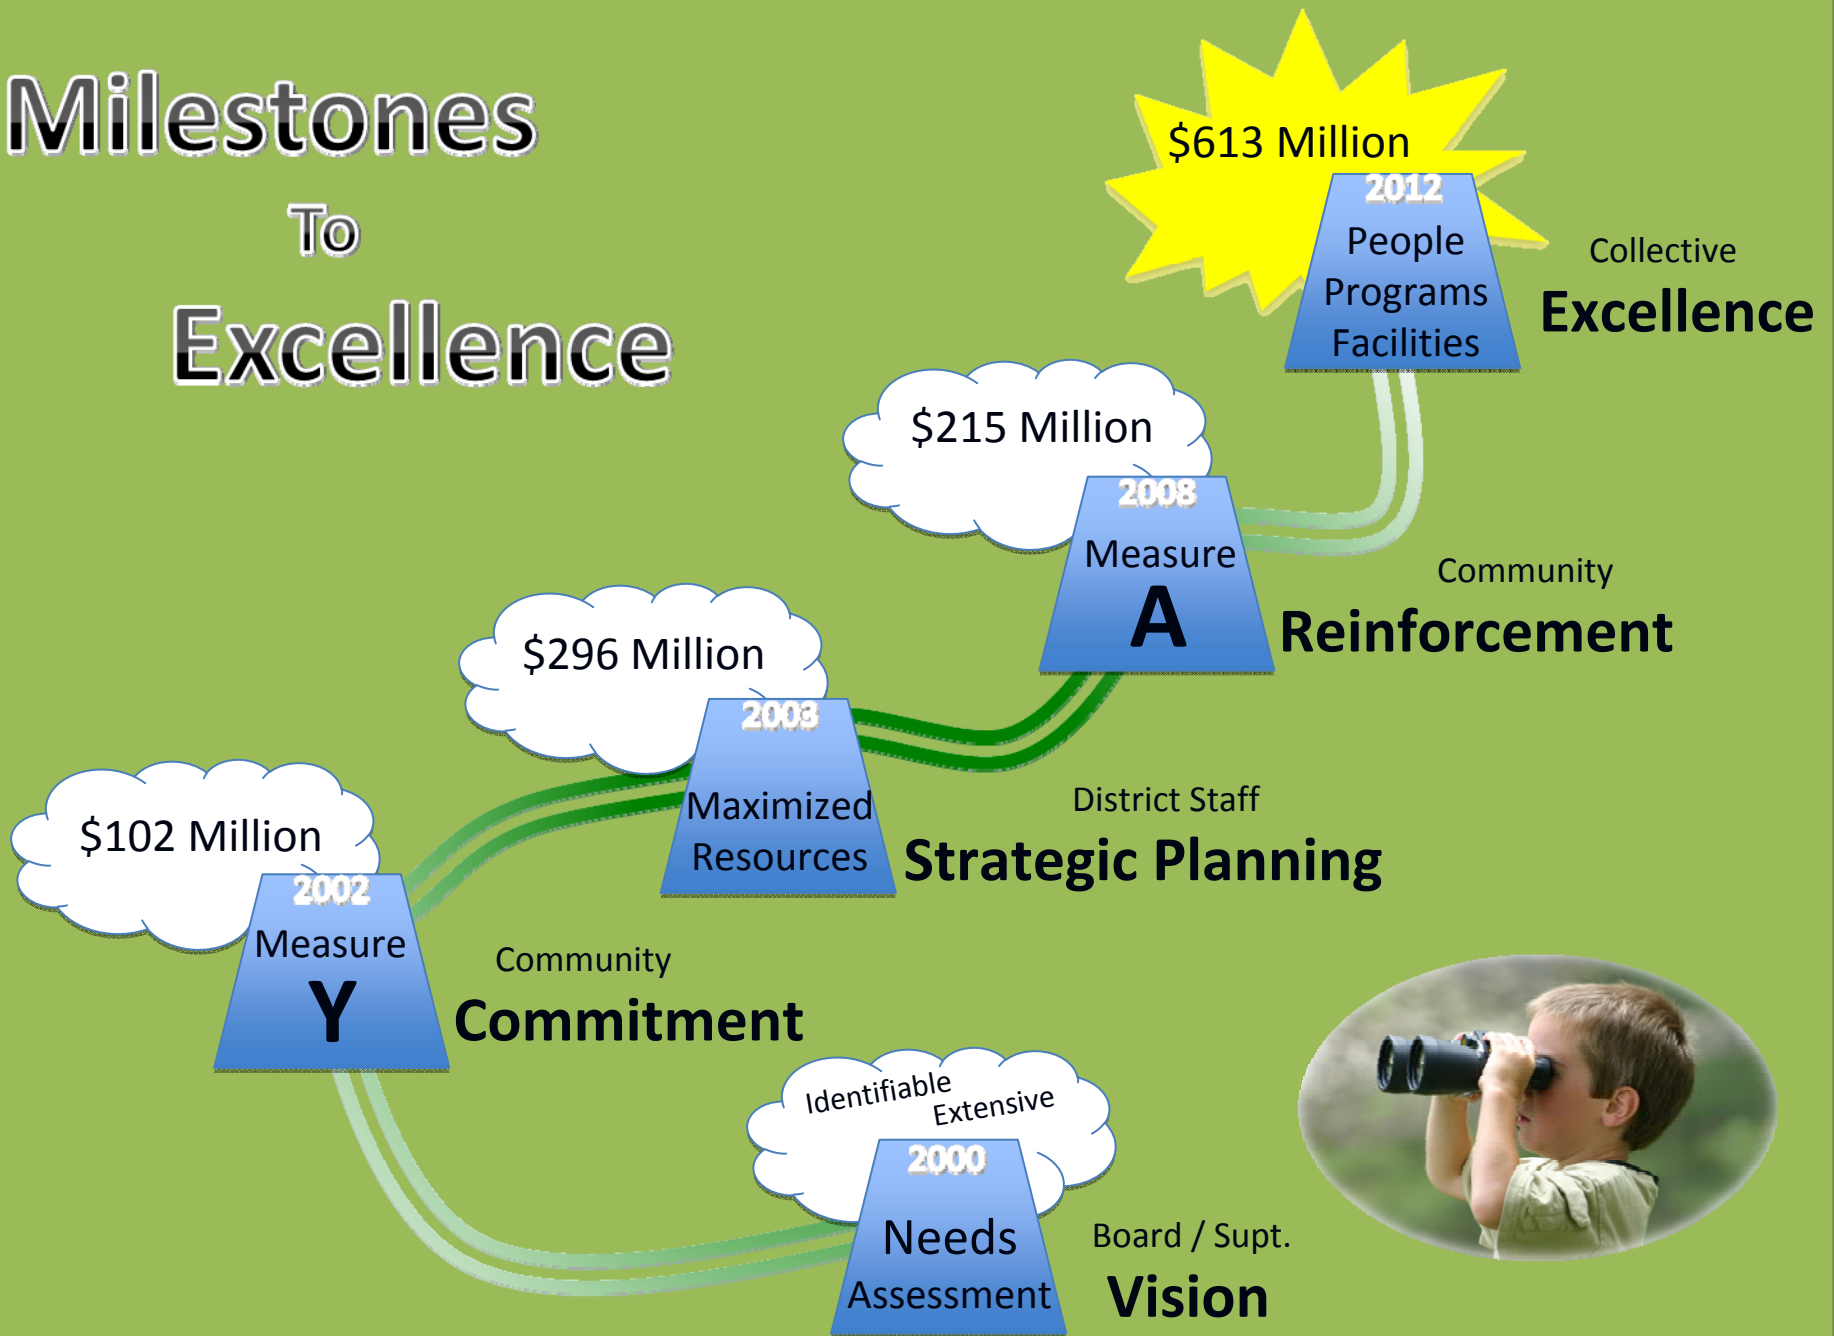 Milestones
To
Excellence
$613 Million
2012
People
Programs
Facilities
Collective
Excellence
$215 Million
2008
Measure
A
Community
Reinforcement
$296 Million
2003
Maximized
Resources
District Staff
Strategic Planning
$102 Million
2002
Measure
Y
Community
Commitment
Identifiable
Extensive
2000
Needs
Assessment
Board / Supt.
Vision